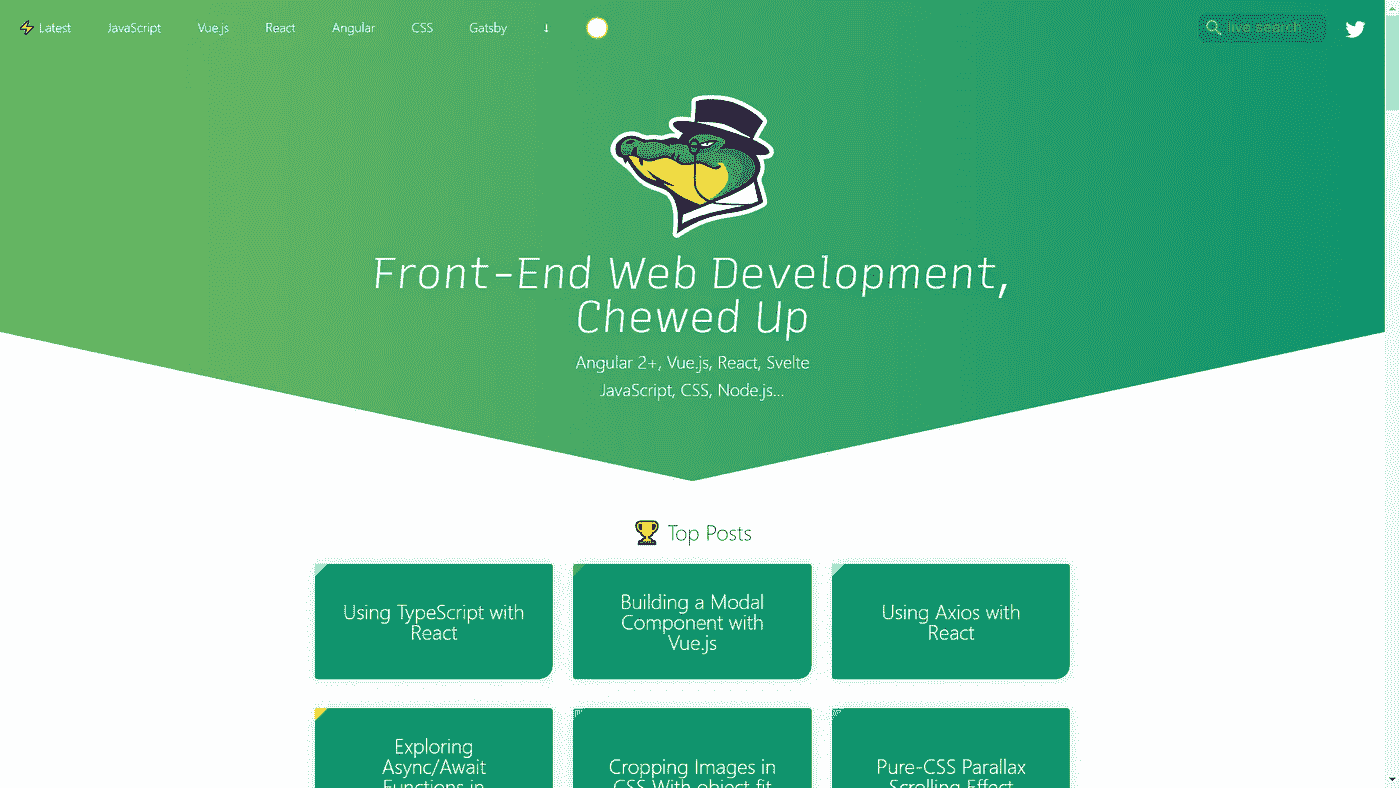 Latest JavaScript Vue.js React Angular CSS Gatsby ↓ live search
Front-End Web Development,
Chewed Up
Angular 2+, Vue.js, React, Svelte
JavaScript, CSS, Node.js...
Top Posts
Using TypeScript with
React
Building a Modal
Component with
Vue.js
Using Axios with
React
Exploring
Async/Await
Functions in
Cropping Images in
CSS With object-fit
Pure-CSS Parallax
Scrolling Effect